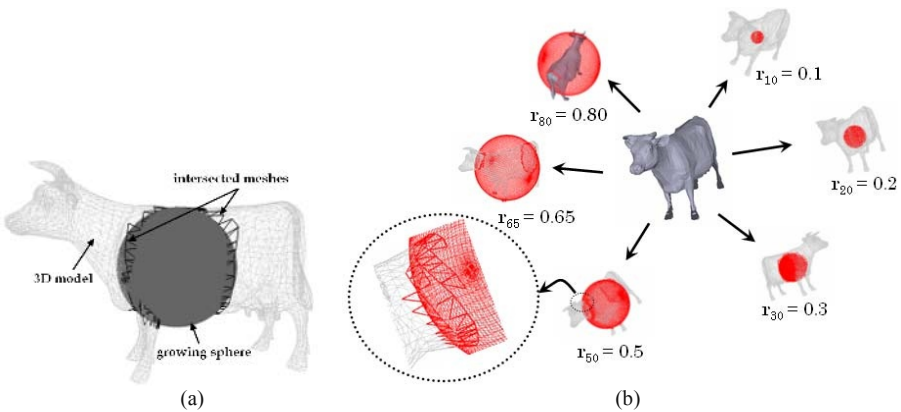 intersected meshes
3D model
growing sphere
(a)
r10 = 0.1
r80 = 0.80
r20 = 0.2
r65 = 0.65
r30 = 0.3
r50 = 0.5
(b)